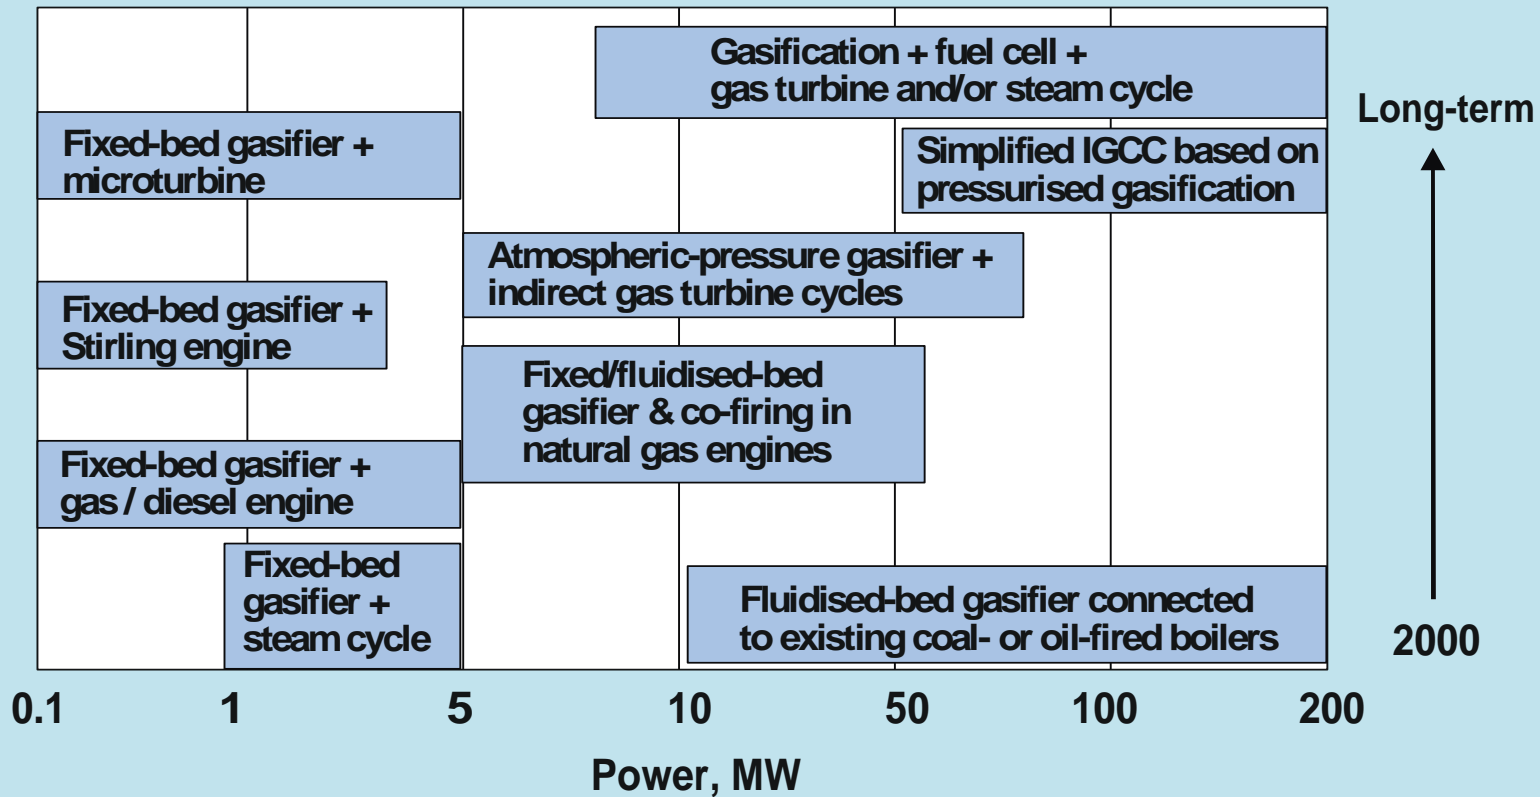 Gasification + fuel cell +
gas turbine and/or steam cycle
Long-term
Fixed-bed gasifier +
microturbine
Simplified IGCC based on
pressurised gasification
Atmospheric-pressure gasifier +
indirect gas turbine cycles
Fixed-bed gasifier +
Stirling engine
Fixed/fluidised-bed
gasifier & co-firing in
natural gas engines
Fixed-bed gasifier +
gas / diesel engine
Fixed-bed
gasifier +
steam cycle
Fluidised-bed gasifier connected
to existing coal- or oil-fired boilers
2000
0.1 1 5 10 50 100 200
Power, MW